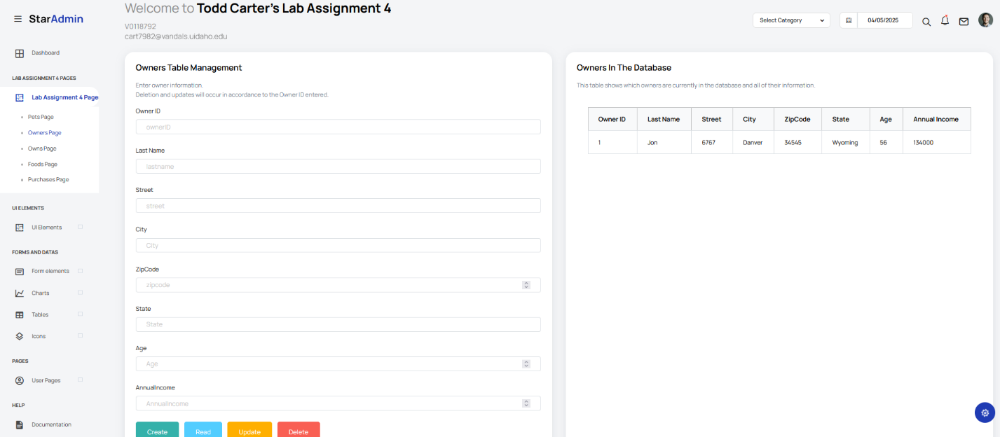 StarAdmin
Welcome to Todd Carter's Lab Assignment 4
V0118792
cart7982@vandals.uidaho.edu
Select Category
04/05/2025
Dashboard
LAB ASSIGNMENT 4 PAGES
Lab Assignment 4 Page
Pets Page
Owners Page
Owns Page
Foods Page
Purchases Page
UI ELEMENTS
UI Elements
FORMS AND DATAS
Form elements
Charts
Tables
Icons
PAGES
User Pages
HELP
Documentation
Owners Table Management
Enter owner information.
Deletion and updates will occur in accordance to the Owner ID entered.
Owner ID
ownerID
Last Name
lastname
Street
street
City
City
ZipCode
zipcode
State
State
Age
Age
AnnualIncome
AnnualIncome
Create Read Update Delete
Owners In The Database
This table shows which owners are currently in the database and all of their information.
Owner ID Last Name Street City ZipCode State Age Annual Income
1 Jon 6767 Danver 34545 Wyoming 56 134000